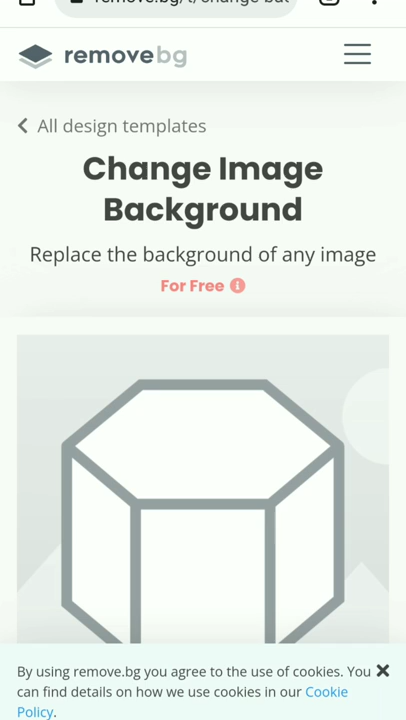 removebg
All design templates
Change Image
Background
Replace the background of any image
For Free
By using remove.bg you agree to the use of cookies. You
can find details on how we use cookies in our Cookie
Policy.